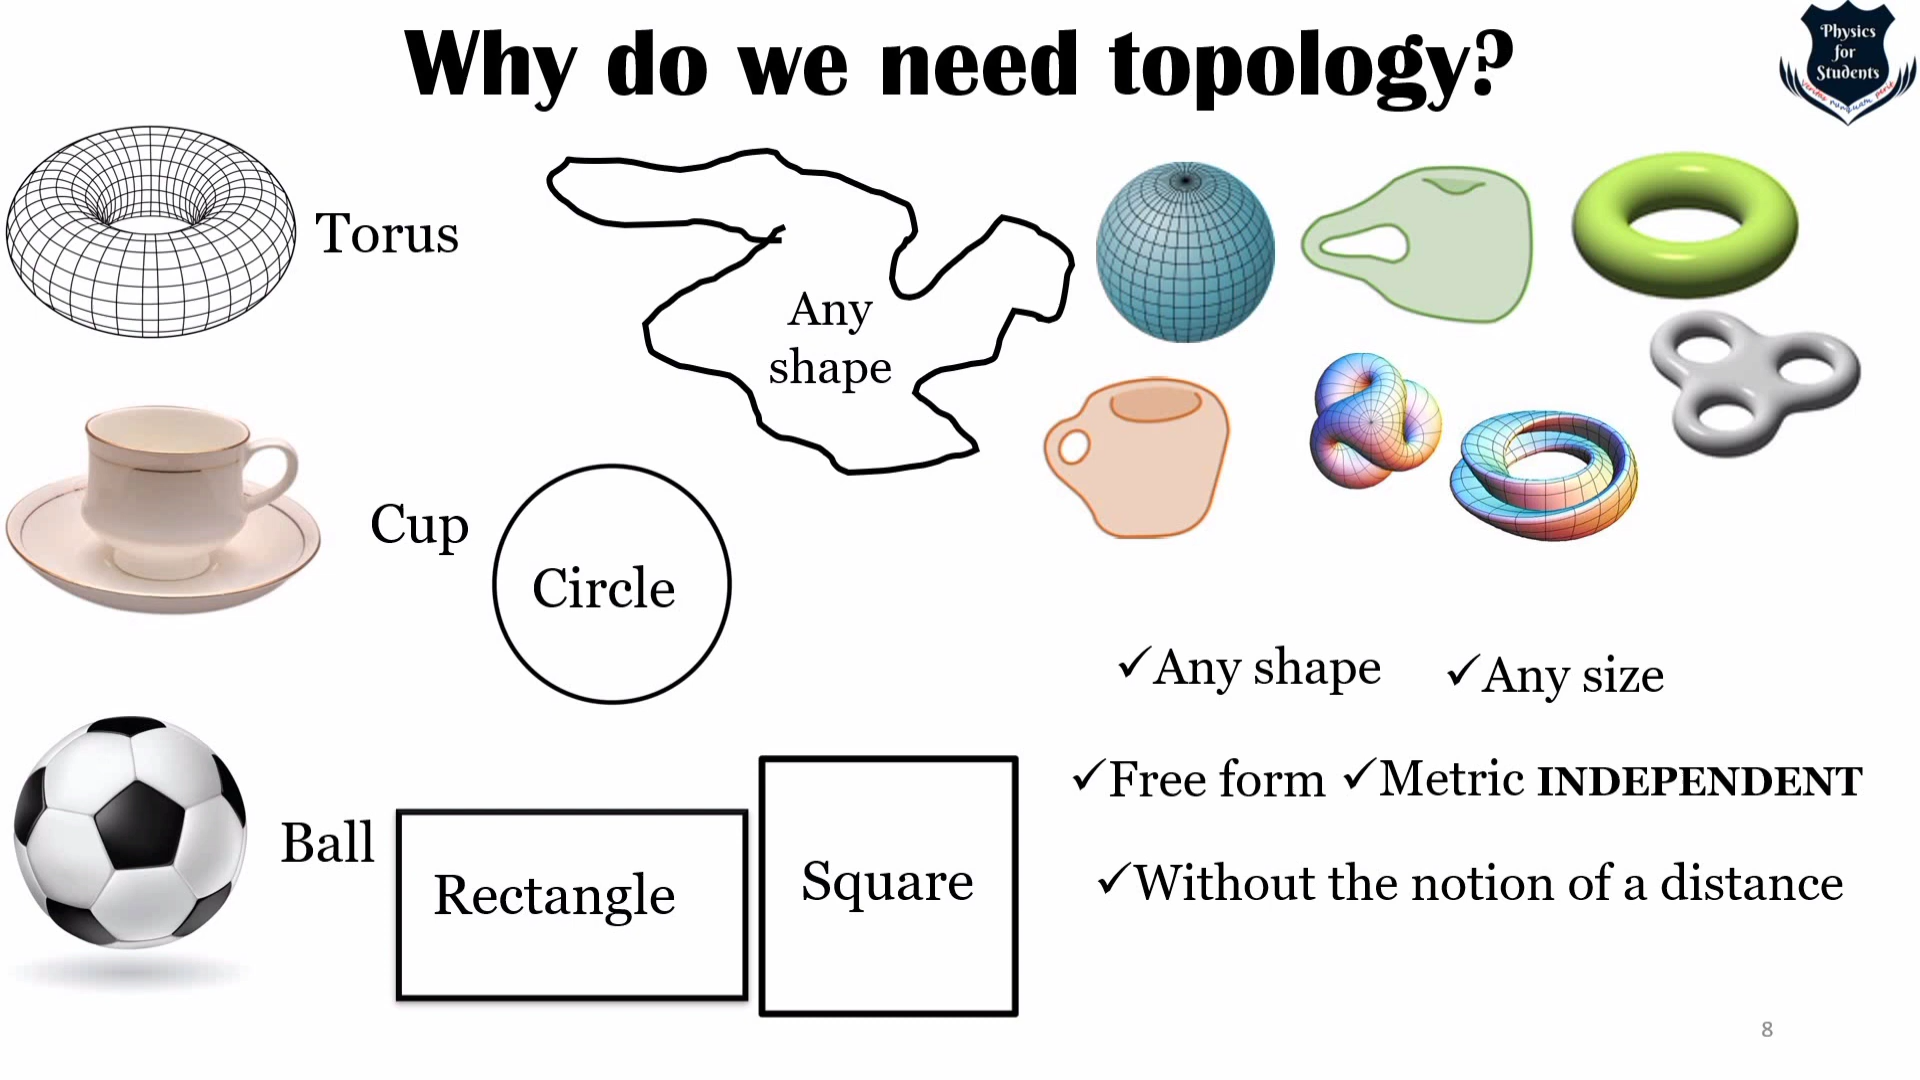 Why do we need topology?
Physics
for
Students
Torus
Any
shape
Cup
Circle
Ball
Rectangle
Square
✓Any shape
✓Any size
✓Free form ✓Metric INDEPENDENT
✓Without the notion of a distance
8